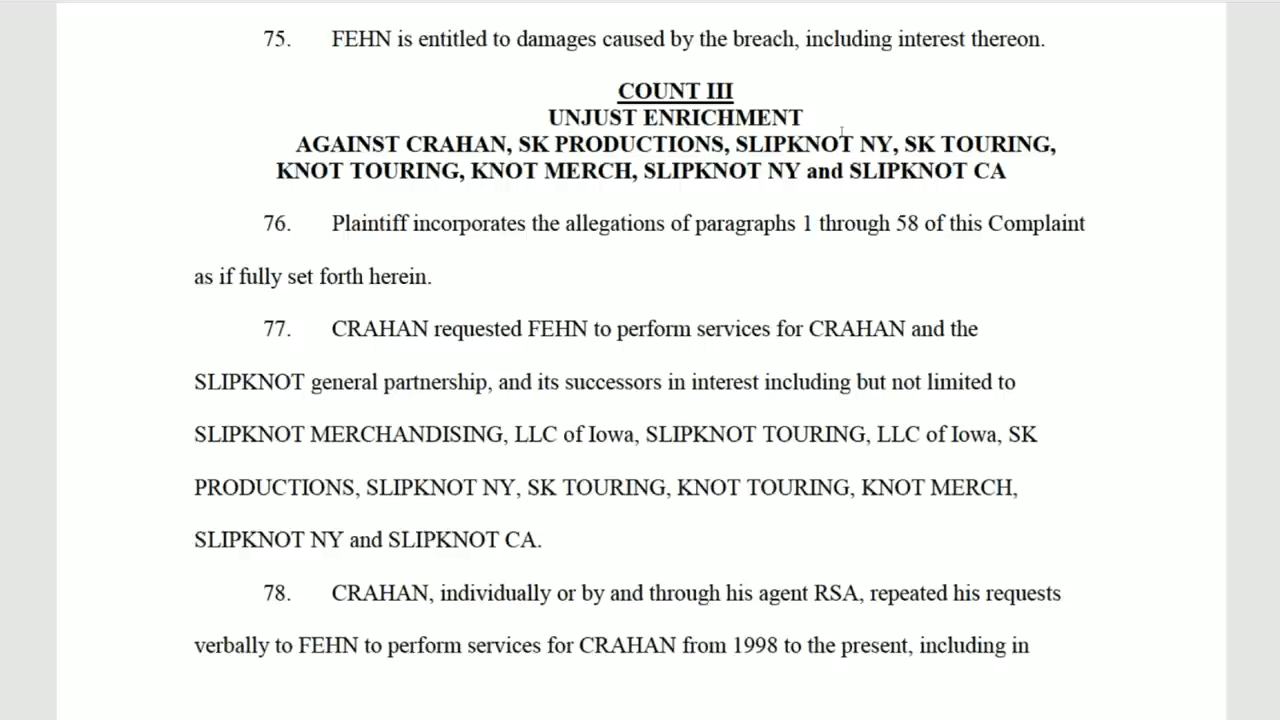 75. FEHN is entitled to damages caused by the breach, including interest thereon.
COUNT III
UNJUST ENRICHMENT
AGAINST CRAHAN, SK PRODUCTIONS, SLIPKNOT NY, SK TOURING,
KNOT TOURING, KNOT MERCH, SLIPKNOT NY and SLIPKNOT CA
76. Plaintiff incorporates the allegations of paragraphs 1 through 58 of this Complaint
as if fully set forth herein.
77. CRAHAN requested FEHN to perform services for CRAHAN and the
SLIPKNOT general partnership, and its successors in interest including but not limited to
SLIPKNOT MERCHANDISING, LLC of Iowa, SLIPKNOT TOURING, LLC of Iowa, SK
PRODUCTIONS, SLIPKNOT NY, SK TOURING, KNOT TOURING, KNOT MERCH,
SLIPKNOT NY and SLIPKNOT CA.
78. CRAHAN, individually or by and through his agent RSA, repeated his requests
verbally to FEHN to perform services for CRAHAN from 1998 to the present, including in